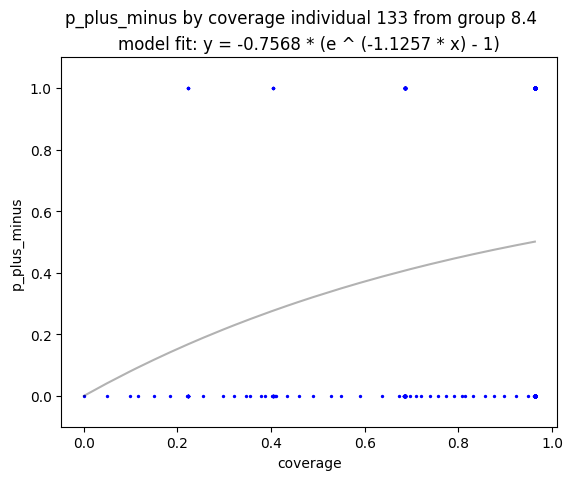 p_plus_minus by coverage individual 133 from group 8.4
model fit: y = -0.7568 * (e ^ (-1.1257 * x) - 1)
1.0
0.8
0.6
0.4
0.2
0.0
p_plus_minus
0.0 0.2 0.4 0.6 0.8 1.0
coverage